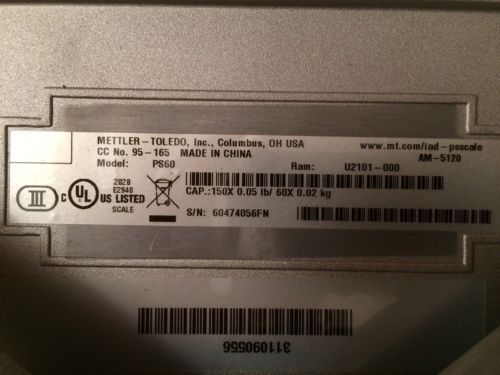 METTLER-TOLEDO, Inc., Columbus, OH USA
www.mt.com/iad-psscale
CC No. 95-165 MADE IN CHINA
AM-5120
Model: PS60
Ram: U2101-000
III
C UL US LISTED
2828
E2940
SCALE
CAP.:150X 0.05 lb/ 60X 0.02 kg
S/N: 60474056FN
311090556